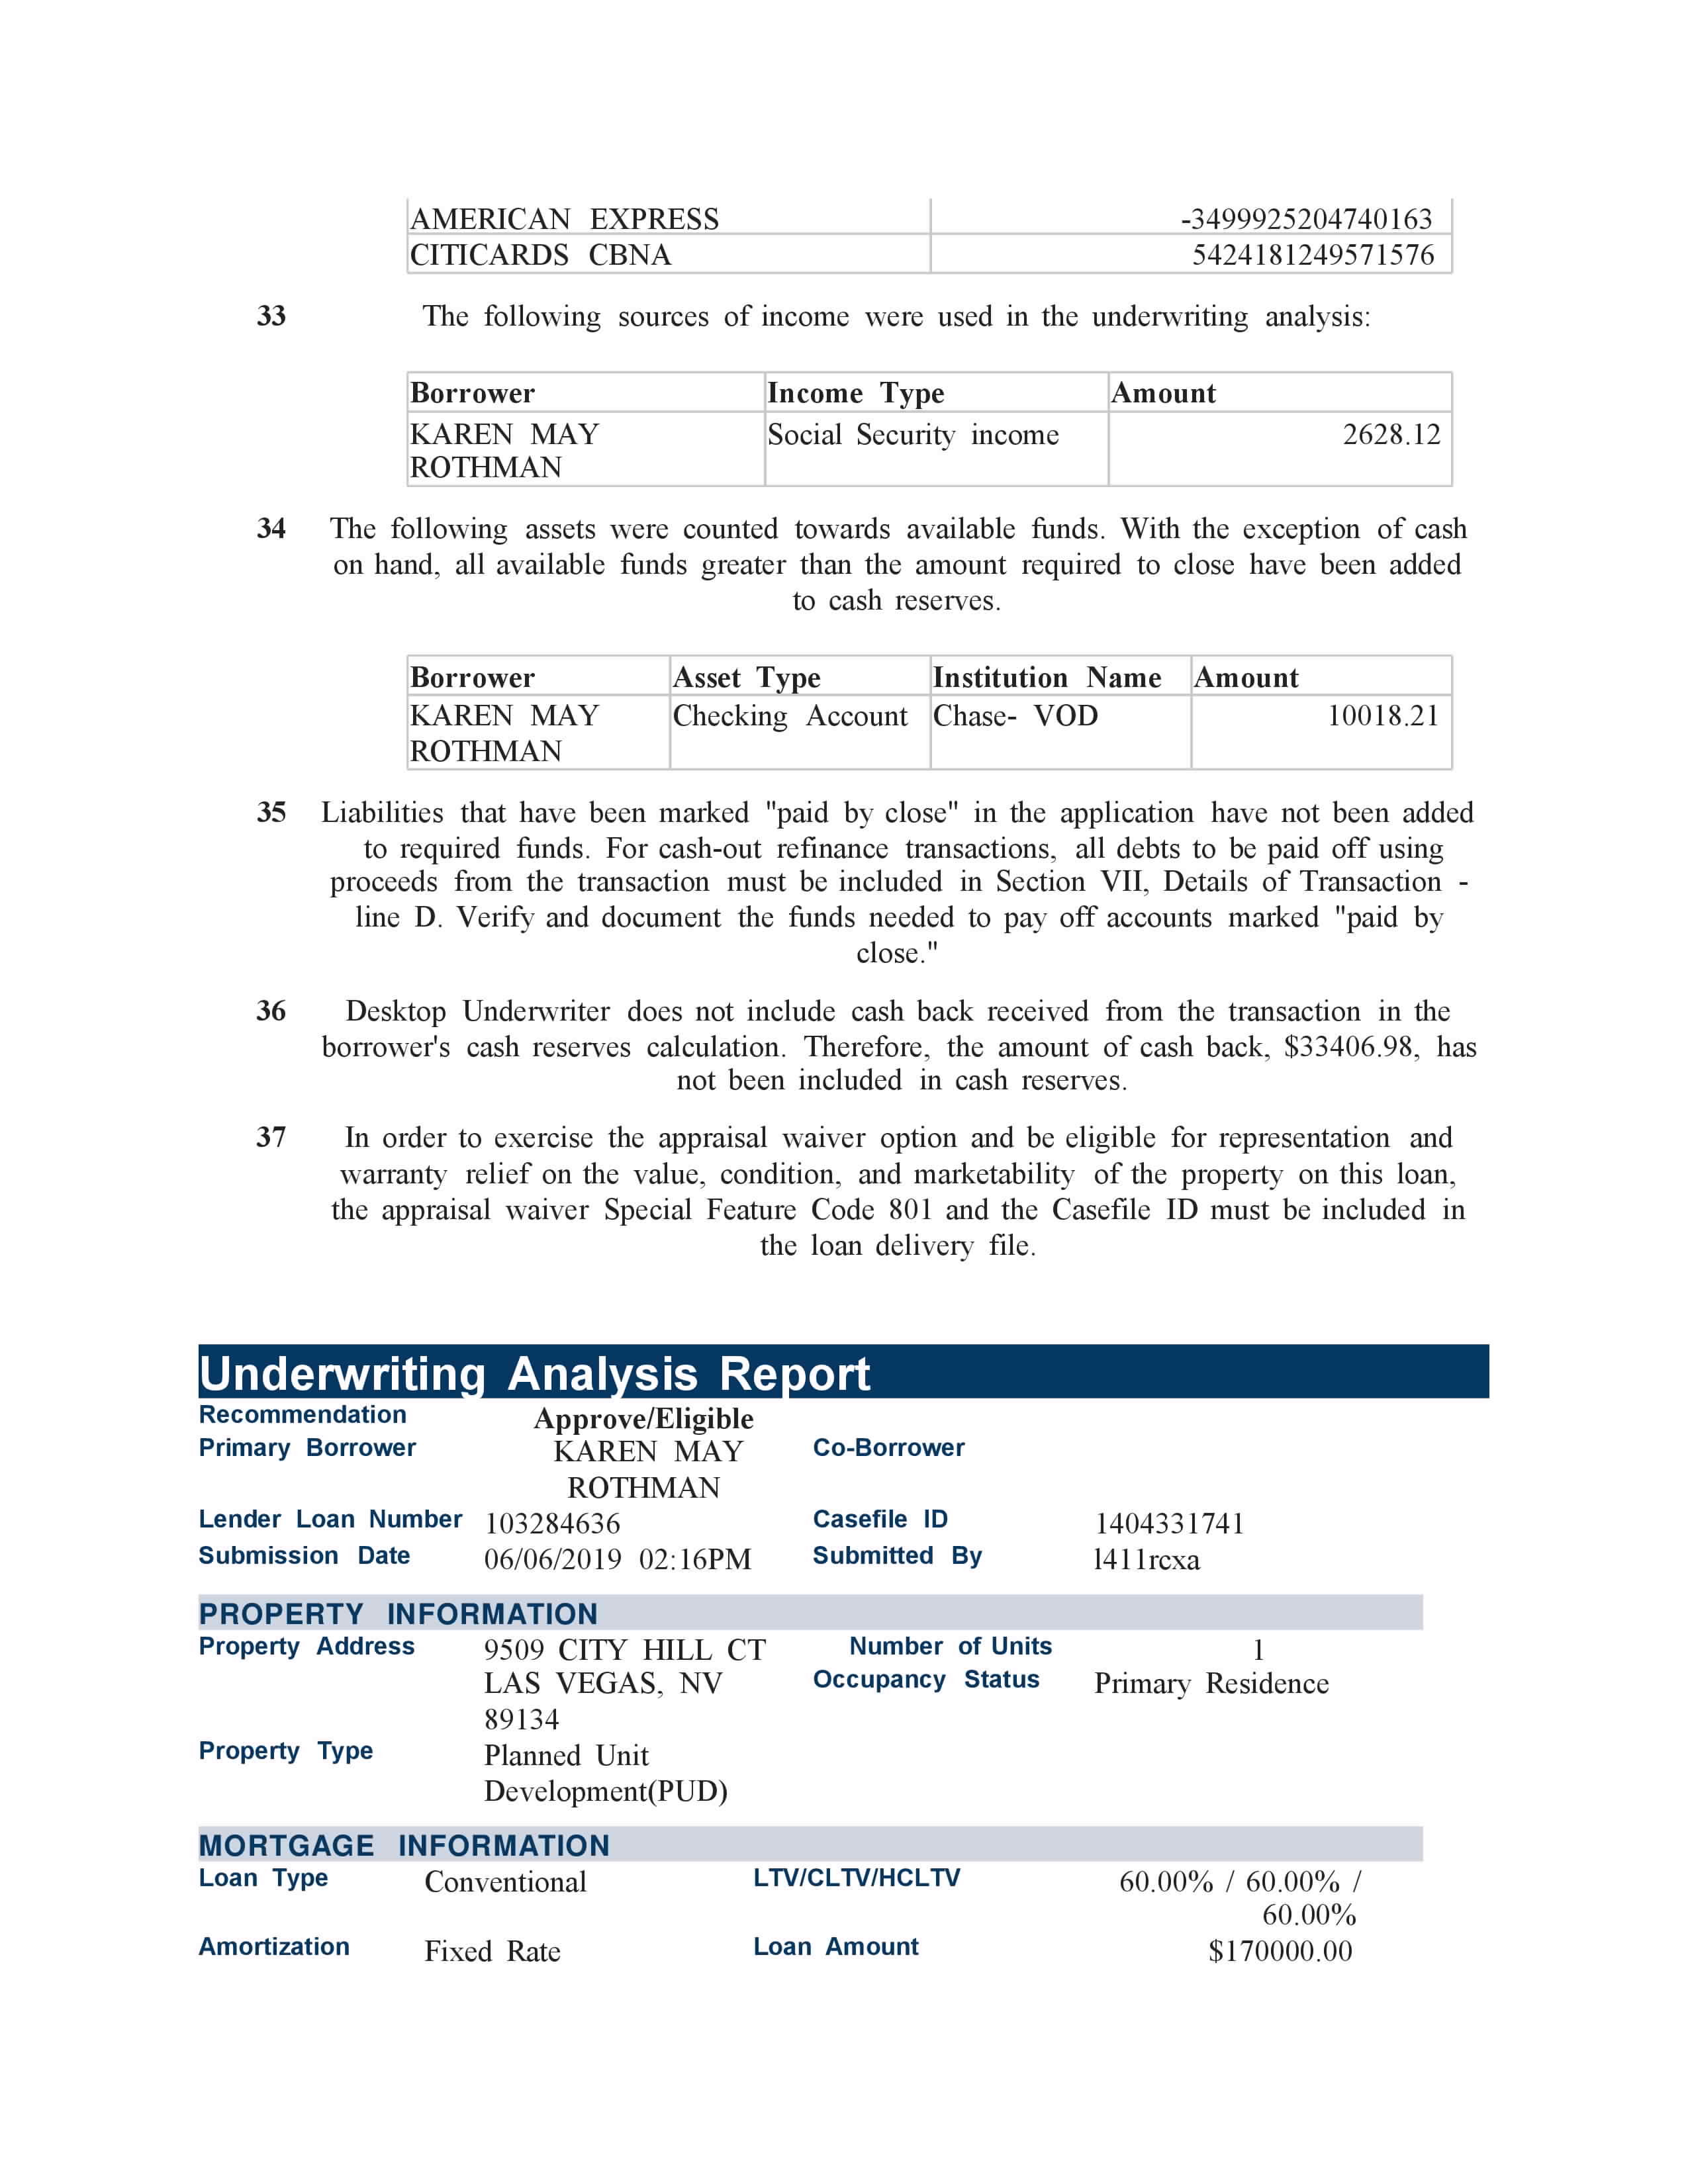 AMERICAN EXPRESS -3499925204740163
CITICARDS CBNA 5424181249571576
33 The following sources of income were used in the underwriting analysis:
Borrower Income Type Amount
KAREN MAY Social Security income 2628.12
ROTHMAN
34 The following assets were counted towards available funds. With the exception of cash
on hand, all available funds greater than the amount required to close have been added
to cash reserves.
Borrower Asset Type Institution Name Amount
KAREN MAY Checking Account Chase- VOD 10018.21
ROTHMAN
35 Liabilities that have been marked "paid by close" in the application have not been added
to required funds. For cash-out refinance transactions, all debts to be paid off using
proceeds from the transaction must be included in Section VII, Details of Transaction -
line D. Verify and document the funds needed to pay off accounts marked "paid by
close."
36 Desktop Underwriter does not include cash back received from the transaction in the
borrower's cash reserves calculation. Therefore, the amount of cash back, $33406.98, has
not been included in cash reserves.
37 In order to exercise the appraisal waiver option and be eligible for representation and
warranty relief on the value, condition, and marketability of the property on this loan,
the appraisal waiver Special Feature Code 801 and the Casefile ID must be included in
the loan delivery file.
Underwriting Analysis Report
Recommendation Approve/Eligible
Primary Borrower KAREN MAY Co-Borrower
ROTHMAN
Lender Loan Number 103284636 Casefile ID 1404331741
Submission Date 06/06/2019 02:16PM Submitted By l411rcxa
PROPERTY INFORMATION
Property Address 9509 CITY HILL CT Number of Units 1
LAS VEGAS, NV Occupancy Status Primary Residence
89134
Property Type Planned Unit
Development(PUD)
MORTGAGE INFORMATION
Loan Type Conventional LTV/CLTV/HCLTV 60.00% / 60.00% /
60.00%
Amortization Fixed Rate Loan Amount $170000.00